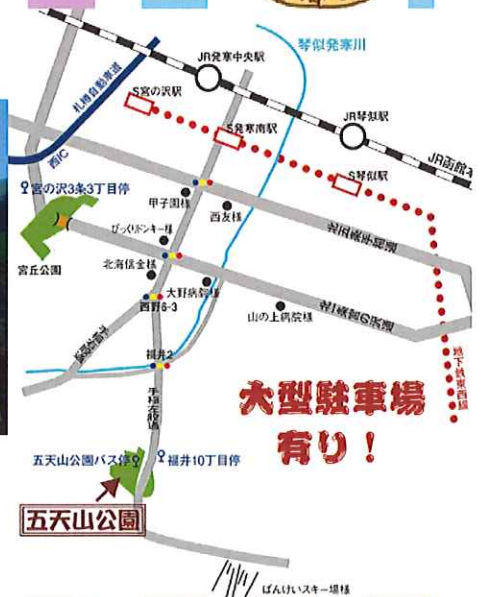 琴似発寒川
JR発寒中央駅
札樽自動車道
S宮の沢駅
S発寒南駅
JR琴似駅
西IC
JR函館本
S琴似駅
宮の沢3条3丁目停
甲子園様
西友様
びっくりドンキー様
宮丘公園
北海信金様
大野病院様
西野6-3
山の上病院様
福井2
地下鉄東西線
手稲左股通
大型駐車場
有り!
五天山公園バス停
福井10丁目停
五天山公園
ばんけいスキー場様